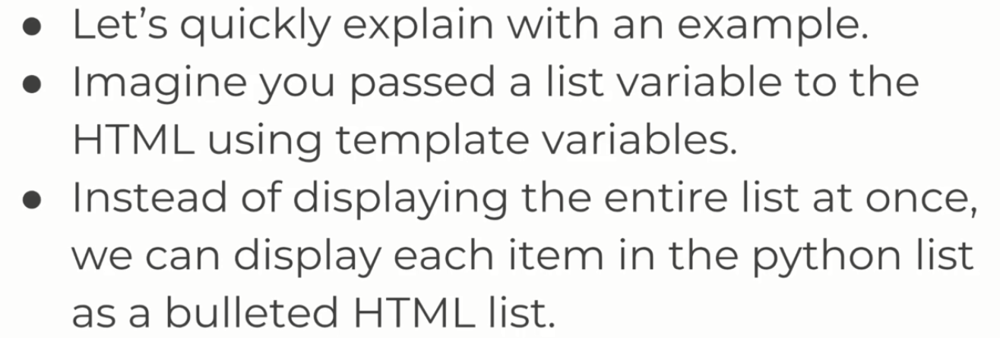 ● Let’s quickly explain with an example.
● Imagine you passed a list variable to the
HTML using template variables.
● Instead of displaying the entire list at once,
we can display each item in the python list
as a bulleted HTML list.